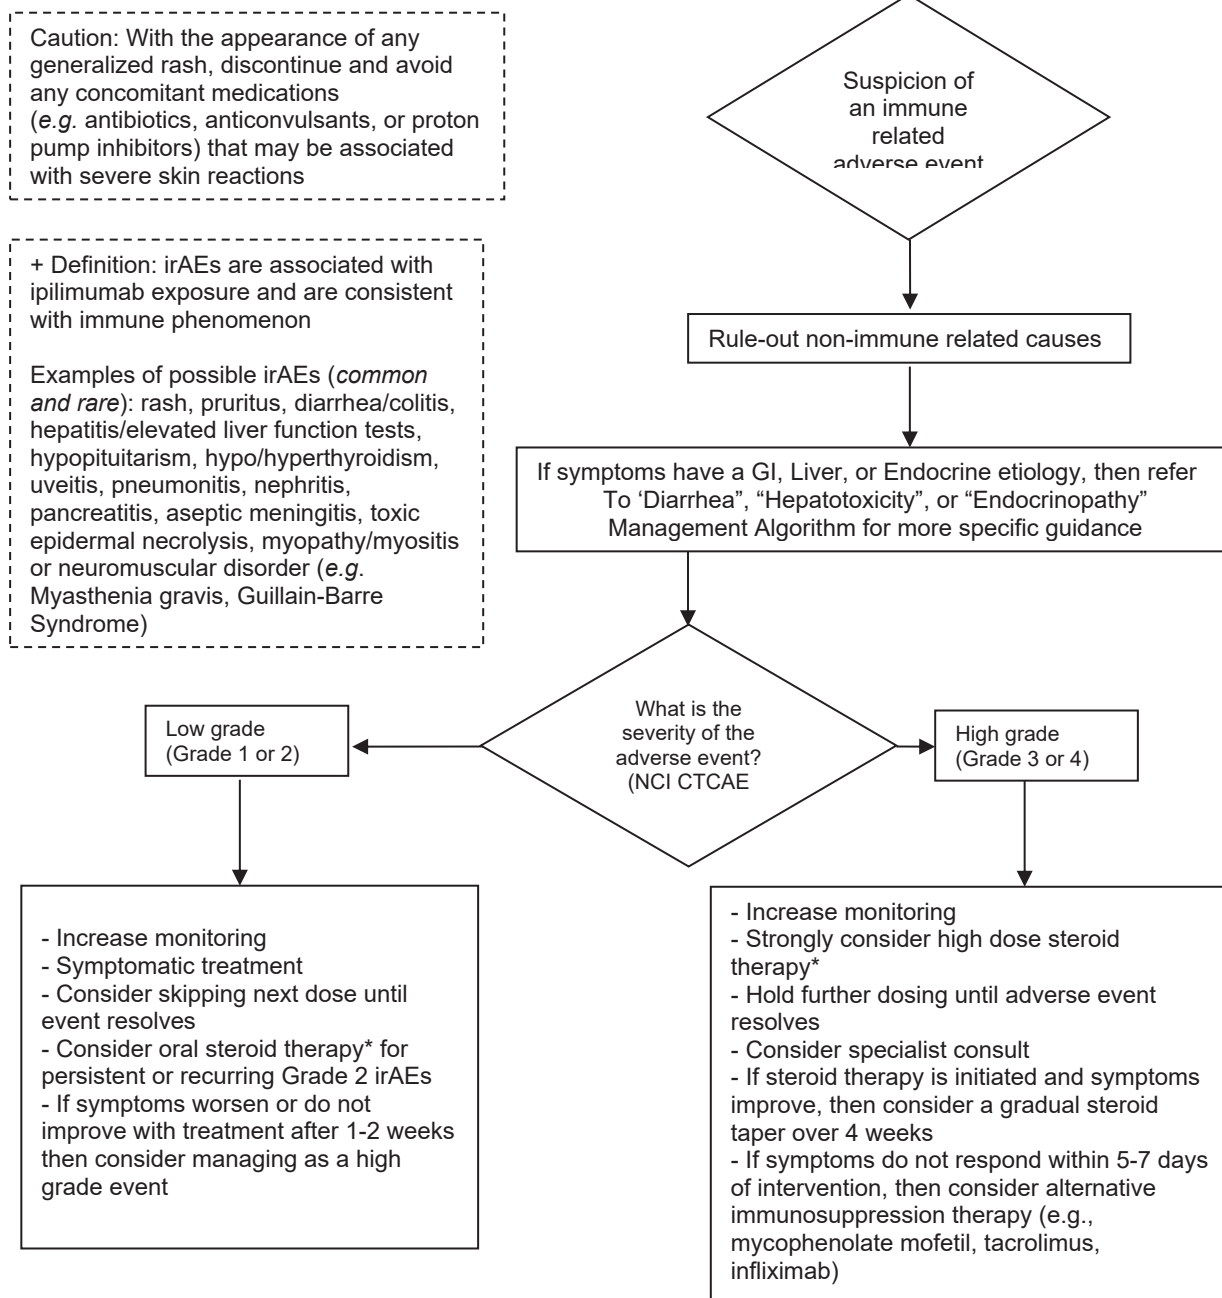 Caution: With the appearance of any
generalized rash, discontinue and avoid
any concomitant medications
(e.g. antibiotics, anticonvulsants, or proton
pump inhibitors) that may be associated
with severe skin reactions
Suspicion of
an immune
related
adverse event
+ Definition: irAEs are associated with
ipilimumab exposure and are consistent
with immune phenomenon
Examples of possible irAEs (common
and rare): rash, pruritus, diarrhea/colitis,
hepatitis/elevated liver function tests,
hypopituitarism, hypo/hyperthyroidism,
uveitis, pneumonitis, nephritis,
pancreatitis, aseptic meningitis, toxic
epidermal necrolysis, myopathy/myositis
or neuromuscular disorder (e.g.
Myasthenia gravis, Guillain-Barre
Syndrome)
Rule-out non-immune related causes
If symptoms have a GI, Liver, or Endocrine etiology, then refer
To ‘Diarrhea”, “Hepatotoxicity”, or “Endocrinopathy”
Management Algorithm for more specific guidance
What is the
severity of the
adverse event?
(NCI CTCAE
Low grade
(Grade 1 or 2)
High grade
(Grade 3 or 4)
- Increase monitoring
- Symptomatic treatment
- Consider skipping next dose until
event resolves
- Consider oral steroid therapy* for
persistent or recurring Grade 2 irAEs
- If symptoms worsen or do not
improve with treatment after 1-2 weeks
then consider managing as a high
grade event
- Increase monitoring
- Strongly consider high dose steroid
therapy*
- Hold further dosing until adverse event
resolves
- Consider specialist consult
- If steroid therapy is initiated and symptoms
improve, then consider a gradual steroid
taper over 4 weeks
- If symptoms do not respond within 5-7 days
of intervention, then consider alternative
immunosuppression therapy (e.g.,
mycophenolate mofetil, tacrolimus,
infliximab)